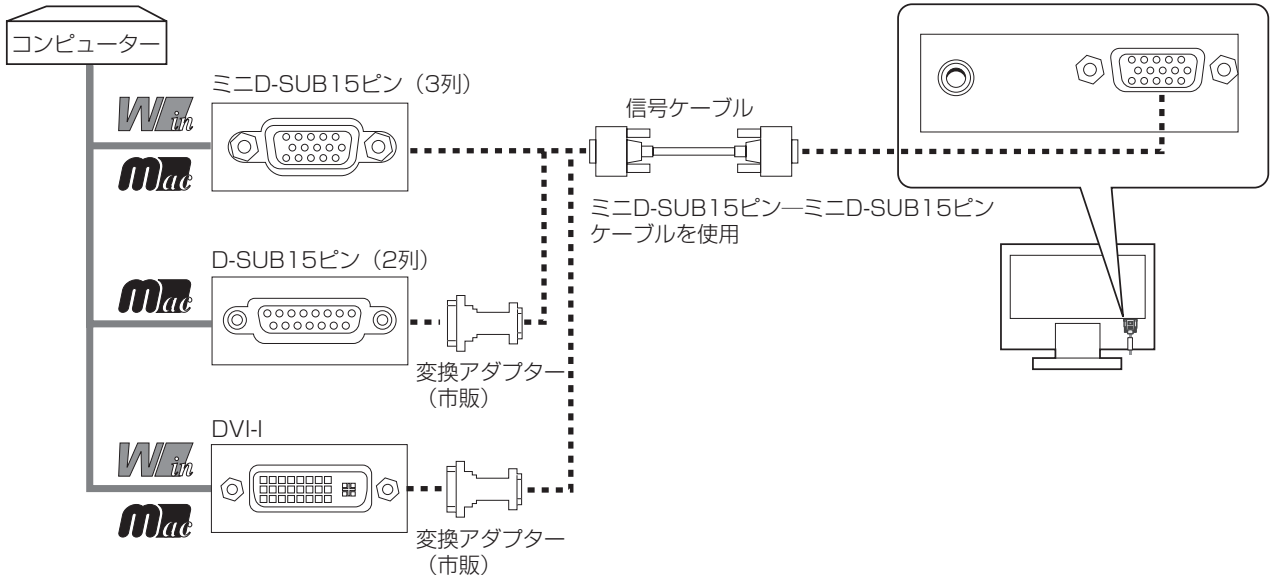 コンピューター
ミニD-SUB15ピン（3列）
Win
Mac
信号ケーブル
ミニD-SUB15ピン―ミニD-SUB15ピン
ケーブルを使用
D-SUB15ピン（2列）
Mac
変換アダプター
（市販）
DVI-I
Win
Mac
変換アダプター
（市販）